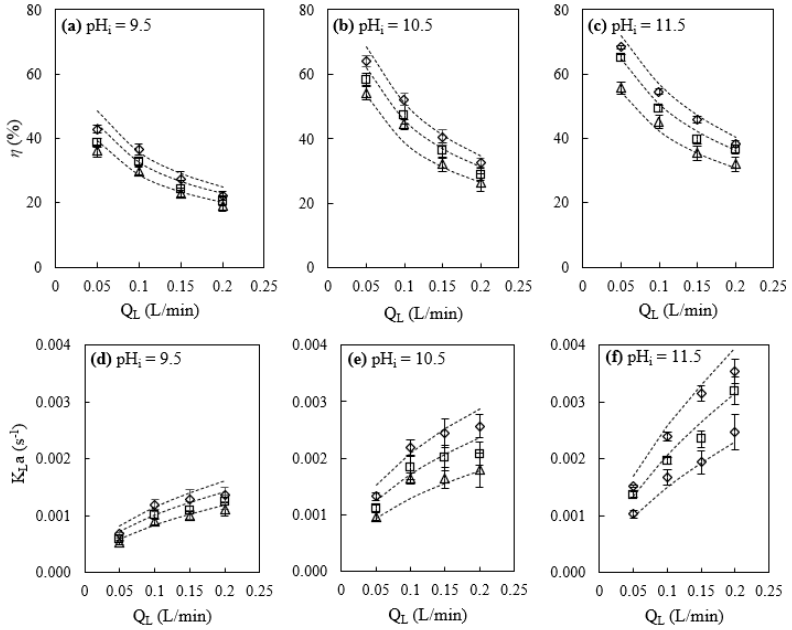 (a) pHi = 9.5
(b) pHi = 10.5
(c) pHi = 11.5
η (%)
80
60
40
20
0
80
60
40
20
0
80
60
40
20
0
0 0.05 0.1 0.15 0.2 0.25
0 0.05 0.1 0.15 0.2 0.25
0 0.05 0.1 0.15 0.2 0.25
QL (L/min)
QL (L/min)
QL (L/min)
(d) pHi = 9.5
(e) pHi = 10.5
(f) pHi = 11.5
KLa (s-1)
0.004
0.003
0.002
0.001
0.000
0.004
0.003
0.002
0.001
0.000
0.004
0.003
0.002
0.001
0.000
0 0.05 0.1 0.15 0.2 0.25
0 0.05 0.1 0.15 0.2 0.25
0 0.05 0.1 0.15 0.2 0.25
QL (L/min)
QL (L/min)
QL (L/min)